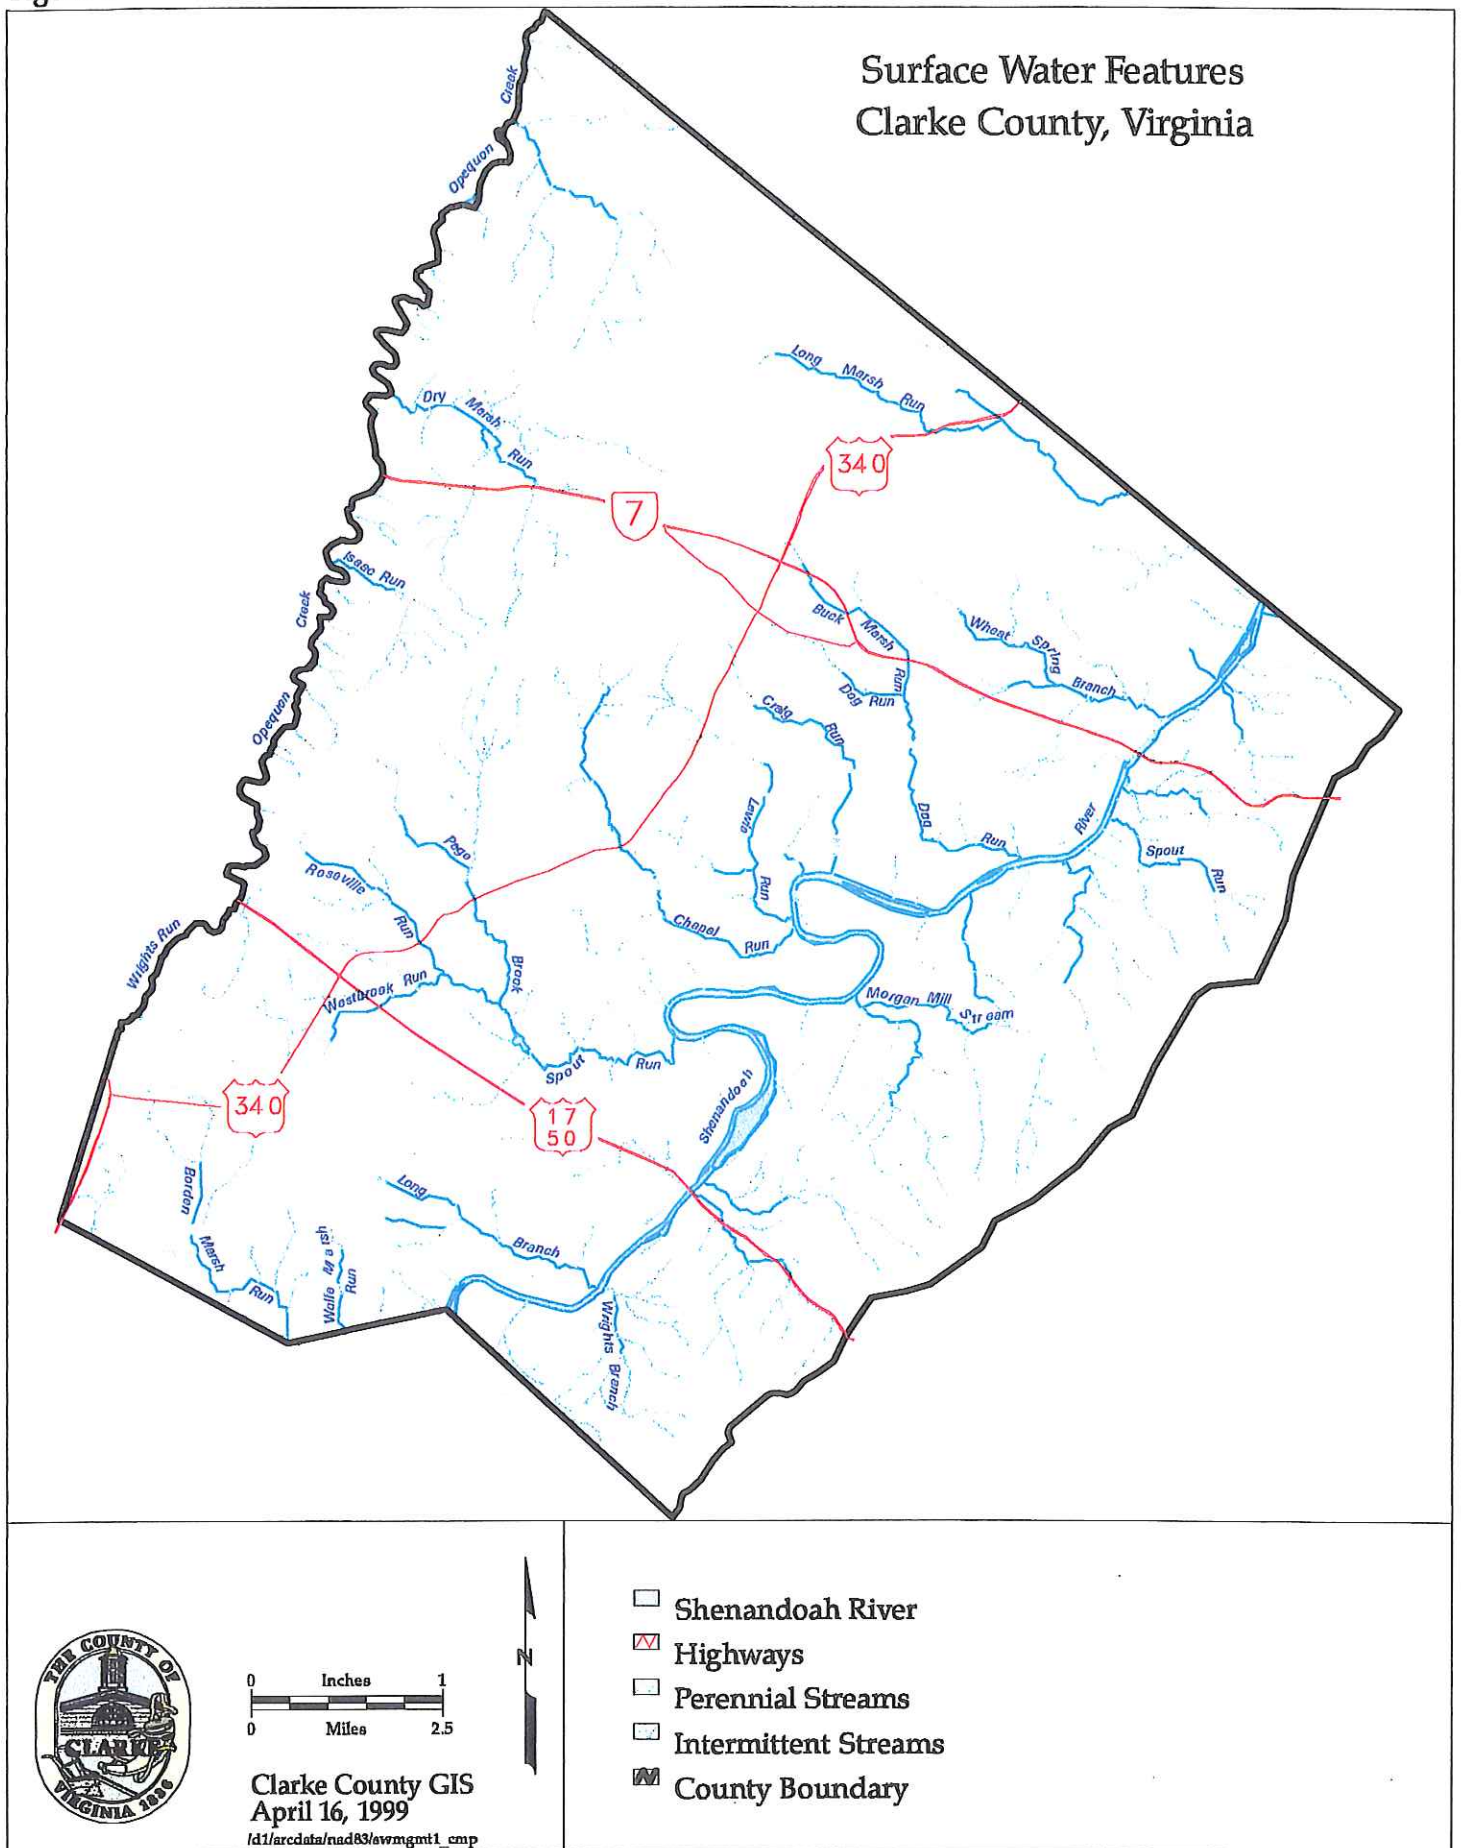 Surface Water Features
Clarke County, Virginia
Opequon Creek
Long Marsh Run
Dry Marsh Run
340
7
Isaac Run
Opequon Creek
Buck Marsh Run
Wheat Spring Branch
Dog Run
Craig Run
Lewis Run
Dog Run
River
Spout Run
Page Brook
Roseville Run
Chapel Run
Wrights Run
Westbrook Run
Morgan Mill Stream
Spout Run
340
17
50
Shenandoah
Borden Marsh Run
Long Branch
Marsh Run
Wrights Branch
THE COUNTY OF
CLARKE
VIRGINIA 1836
0 Inches 1
0 Miles 2.5
N
Clarke County GIS
April 16, 1999
/d1/arcdata/nad83/swmgmt1_cmp
Shenandoah River
Highways
Perennial Streams
Intermittent Streams
County Boundary